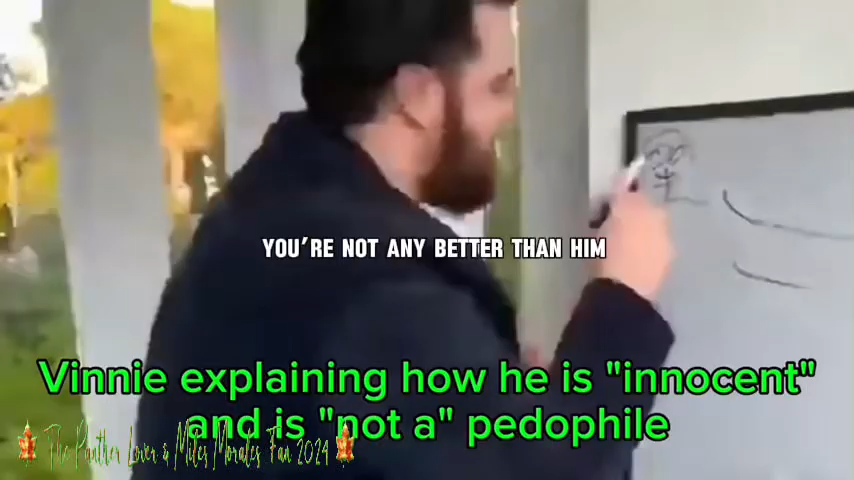 YOU'RE NOT ANY BETTER THAN HIM
Vinnie explaining how he is "innocent"
and is "not a" pedophile
The Panther Lover & Miles Morales Fan 2024